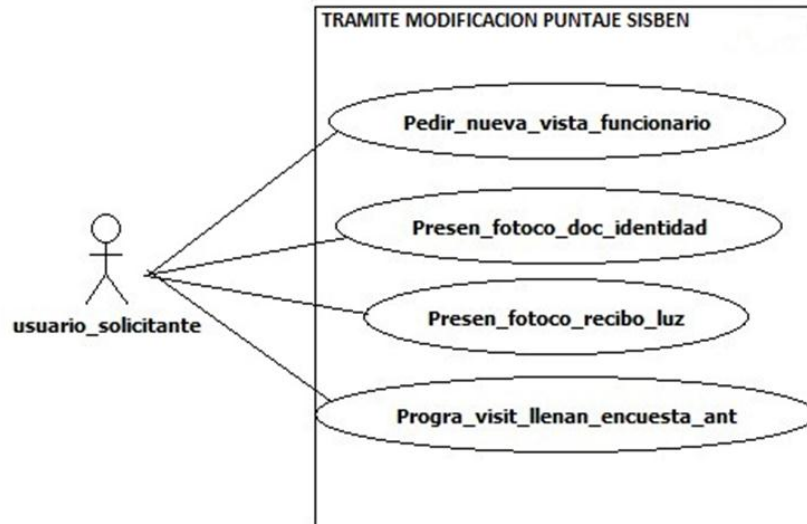 TRAMITE MODIFICACION PUNTAJE SISBEN
Pedir_nueva_vista_funcionario
Presen_fotoco_doc_identidad
Presen_fotoco_recibo_luz
usuario_solicitante
Progra_visit_llenan_encuesta_ant